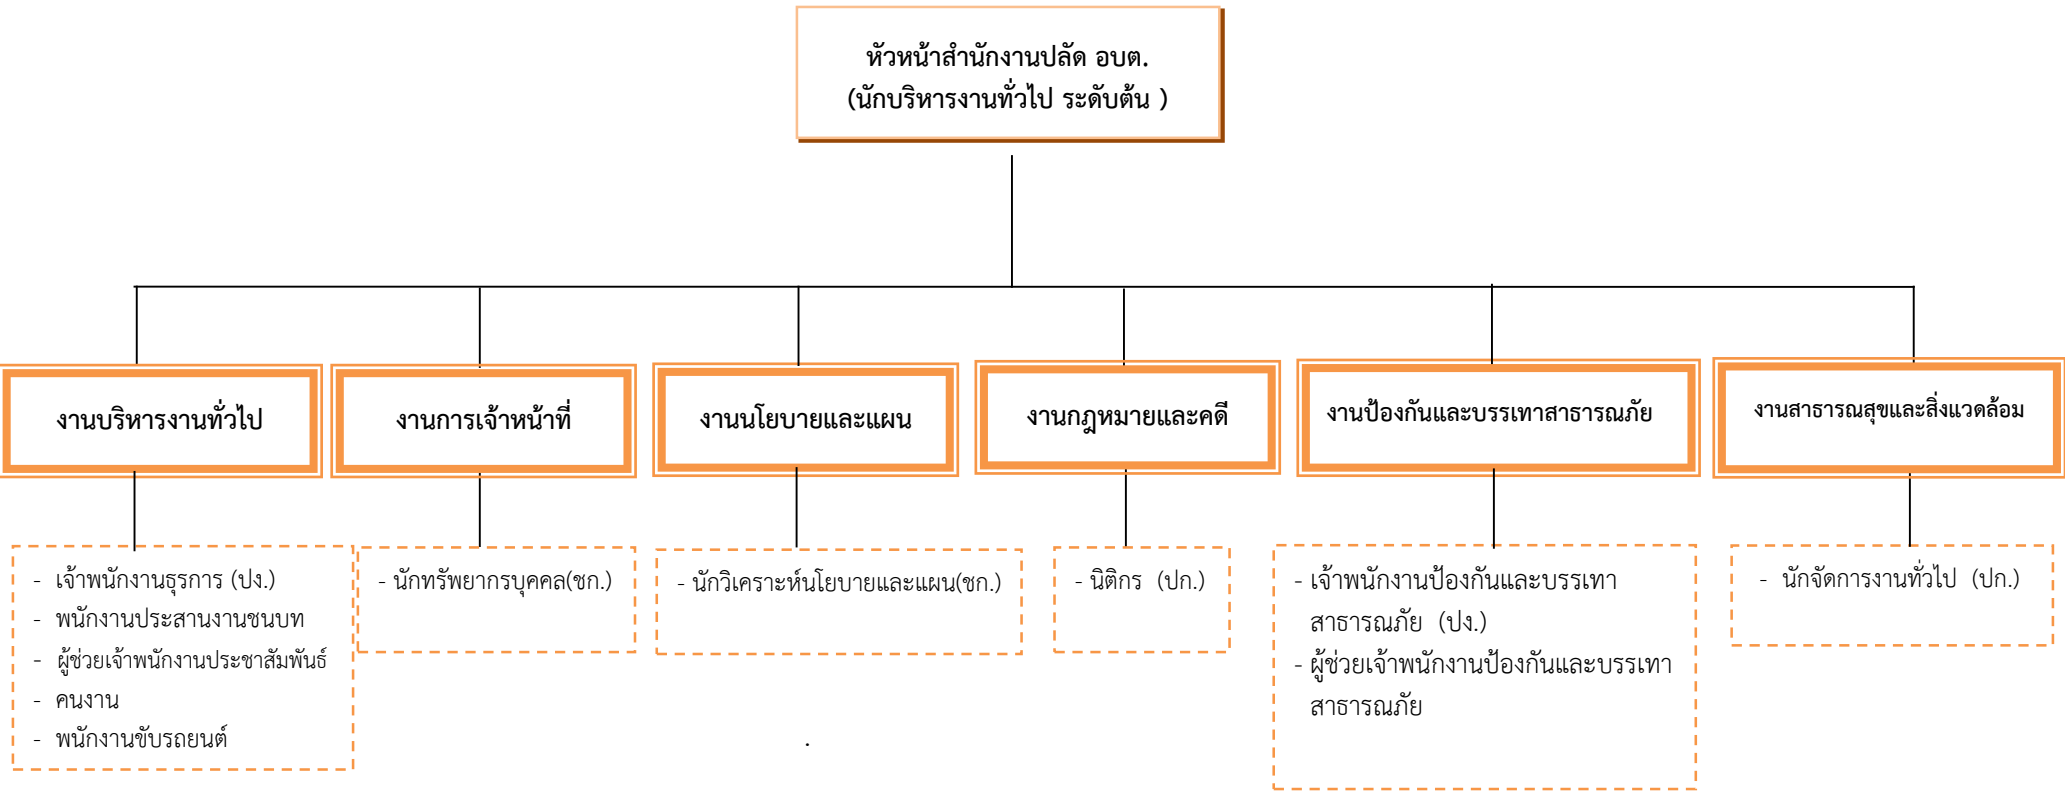 หัวหน้าสำนักงานปลัด อบต.
(นักบริหารงานทั่วไป ระดับต้น )
งานบริหารงานทั่วไป
งานการเจ้าหน้าที่
งานนโยบายและแผน
งานกฎหมายและคดี
งานป้องกันและบรรเทาสาธารณภัย
งานสาธารณสุขและสิ่งแวดล้อม
- เจ้าพนักงานธุรการ (ปง.)
- พนักงานประสานงานชนบท
- ผู้ช่วยเจ้าพนักงานประชาสัมพันธ์
- คนงาน
- พนักงานขับรถยนต์
- นักทรัพยากรบุคคล(ชก.)
- นักวิเคราะห์นโยบายและแผน(ชก.)
- นิติกร (ปก.)
- เจ้าพนักงานป้องกันและบรรเทา
สาธารณภัย (ปง.)
- ผู้ช่วยเจ้าพนักงานป้องกันและบรรเทา
สาธารณภัย
- นักจัดการงานทั่วไป (ปก.)
.